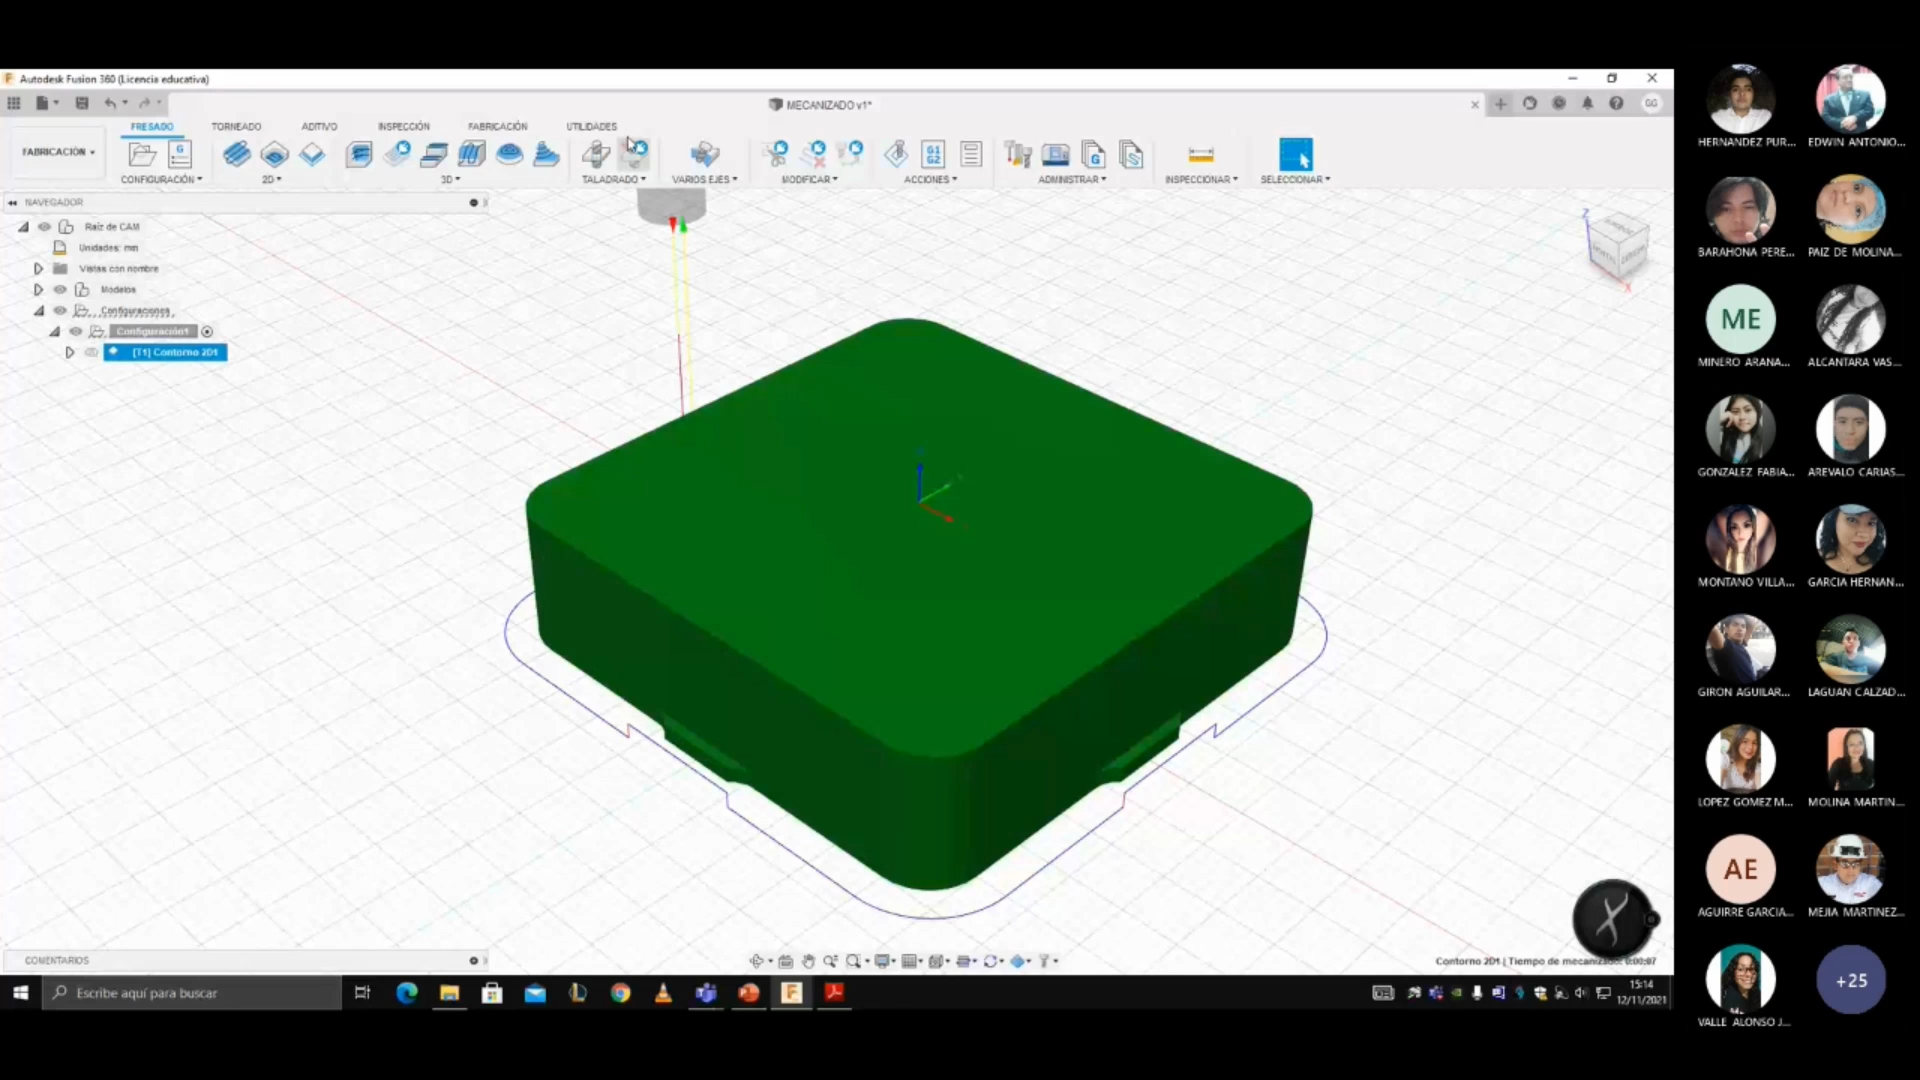 Autodesk Fusion 360 (Licencia educativa)
MECANIZADO v1*
GG
FRESADO TORNEADO ADITIVO INSPECCIÓN FABRICACIÓN UTILIDADES
FABRICACIÓN
G
G1
G2
G
CONFIGURACIÓN 2D 3D TALADRADO VARIOS EJES MODIFICAR ACCIONES ADMINISTRAR INSPECCIONAR SELECCIONAR
NAVEGADOR
Raíz de CAM
Unidades: mm
Vistas con nombre
Modelos
Configuraciones
Configuración1
[T1] Contorno 2D1
Z
X
COMENTARIOS
Contorno 2D1 | Tiempo de mecanizado: 0:00:07
Escribe aquí para buscar
15:14
12/11/2021
HERNANDEZ PUR... EDWIN ANTONIO...
BARAHONA PERE... PAIZ DE MOLINA...
ME
MINERO ARANA... ALCANTARA VAS...
GONZALEZ FABIA... AREVALO CARIAS...
MONTANO VILLA... GARCIA HERNAN...
GIRON AGUILAR... LAGUAN CALZAD...
LOPEZ GOMEZ M... MOLINA MARTIN...
AE
AGUIRRE GARCIA... MEJIA MARTINEZ...
+25
VALLE ALONSO J...